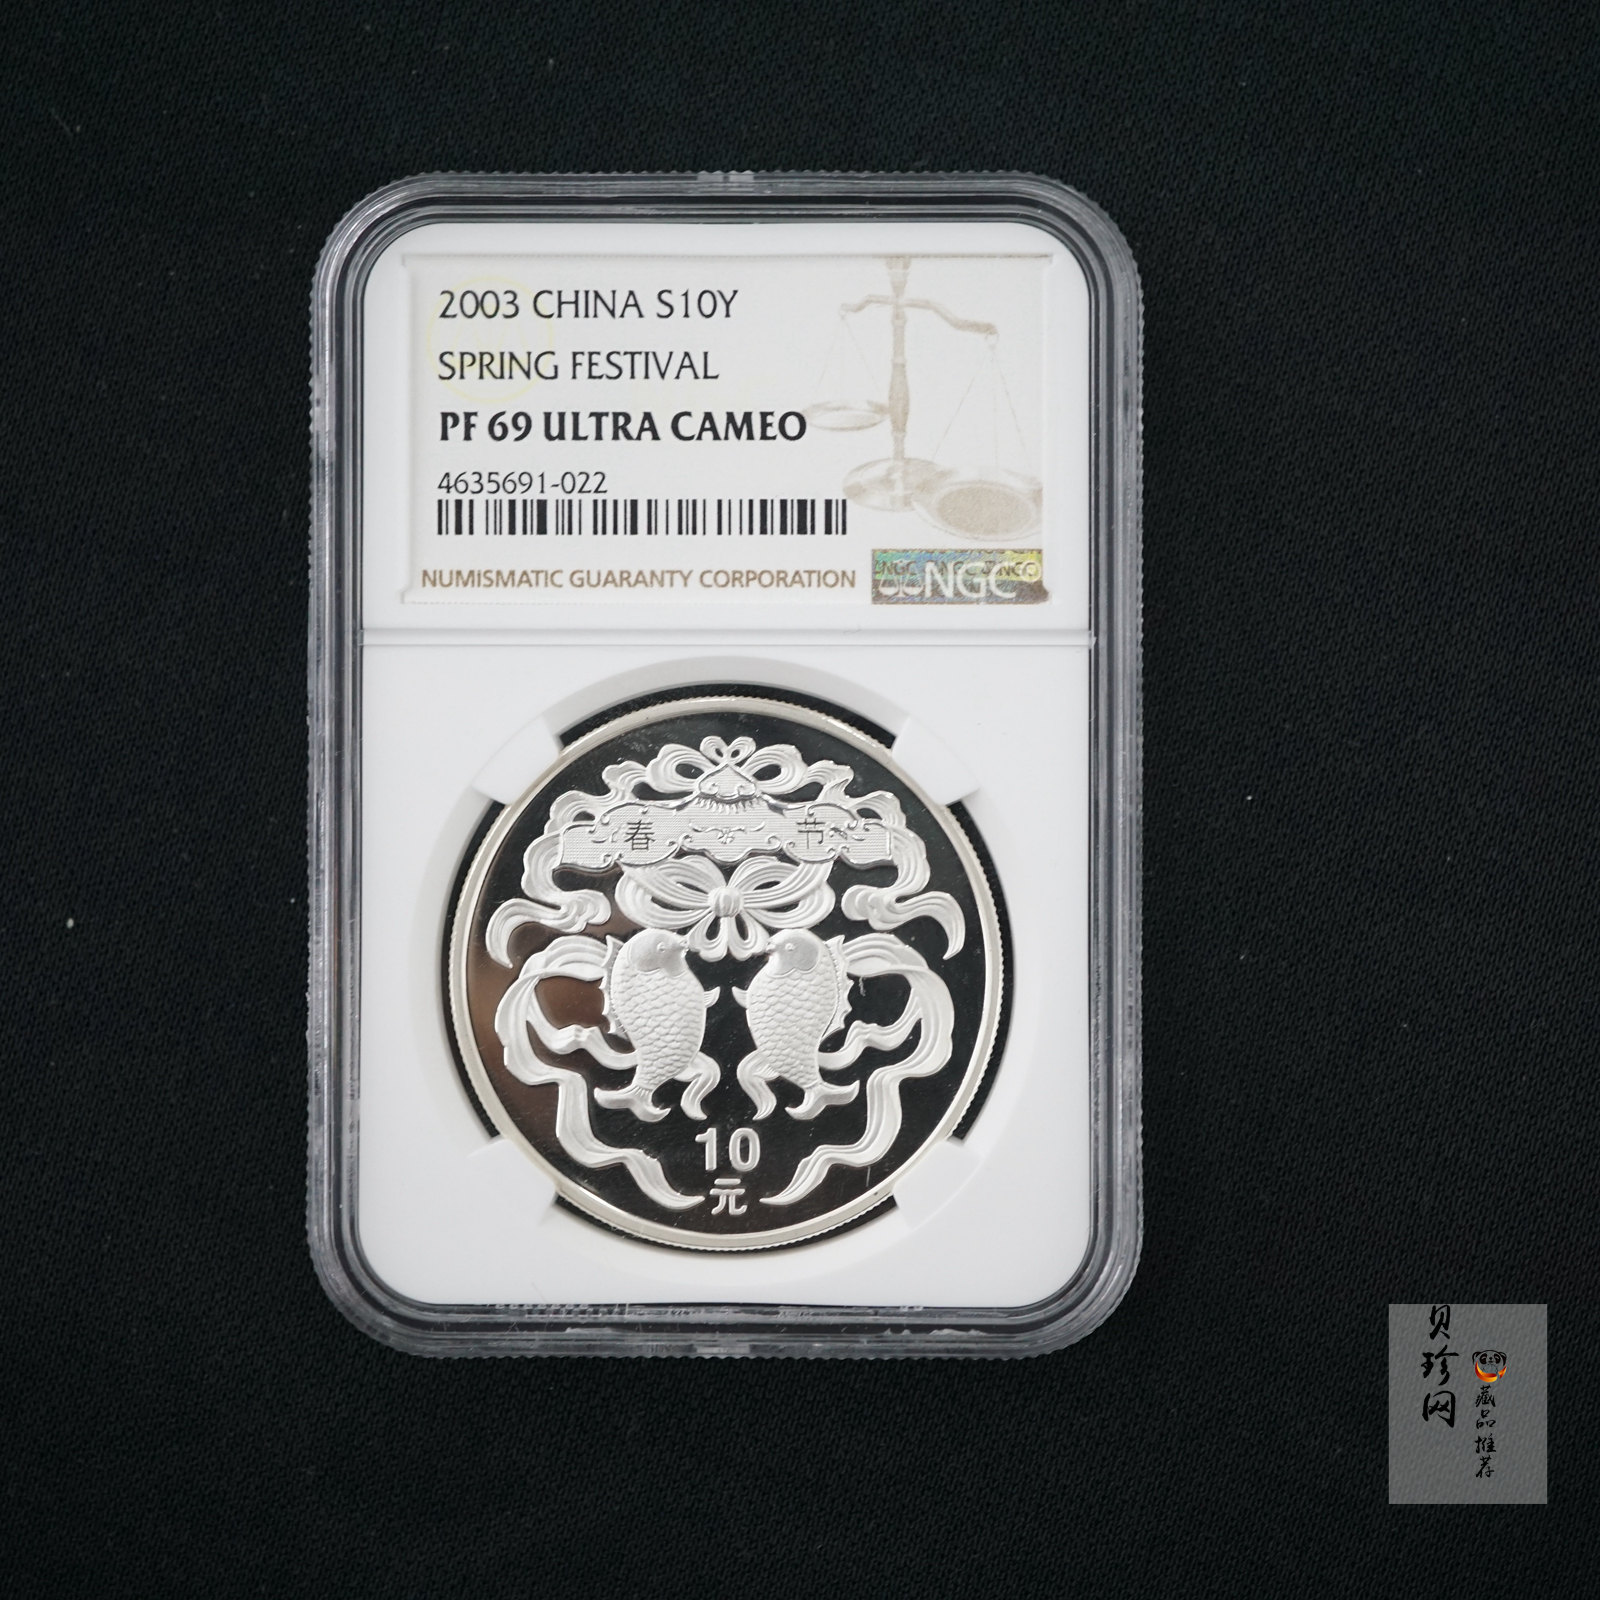 2003 CHINA S10Y
SPRING FESTIVAL
PF 69 ULTRA CAMEO
4635691-022
NUMISMATIC GUARANTY CORPORATION
NGC
春 节
10
元
贝珍网
藏品推荐